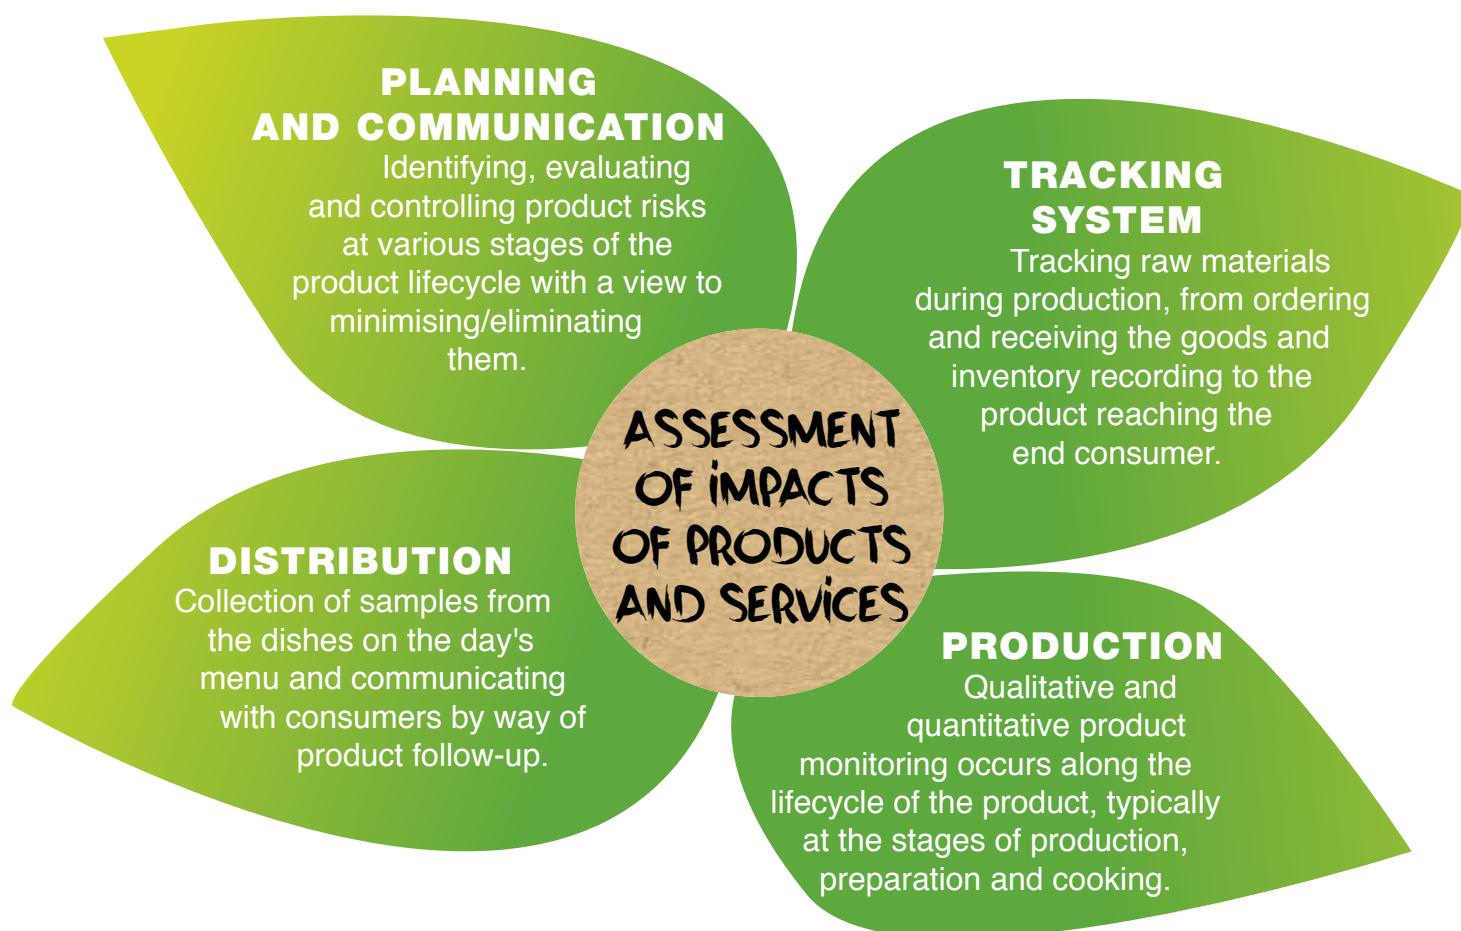 PLANNING
AND COMMUNICATION
Identifying, evaluating
and controlling product risks
at various stages of the
product lifecycle with a view to
minimising/eliminating
them.
TRACKING
SYSTEM
Tracking raw materials
during production, from ordering
and receiving the goods and
inventory recording to the
product reaching the
end consumer.
ASSESSMENT
OF IMPACTS
OF PRODUCTS
AND SERVICES
DISTRIBUTION
Collection of samples from
the dishes on the day's
menu and communicating
with consumers by way of
product follow-up.
PRODUCTION
Qualitative and
quantitative product
monitoring occurs along the
lifecycle of the product, typically
at the stages of production,
preparation and cooking.